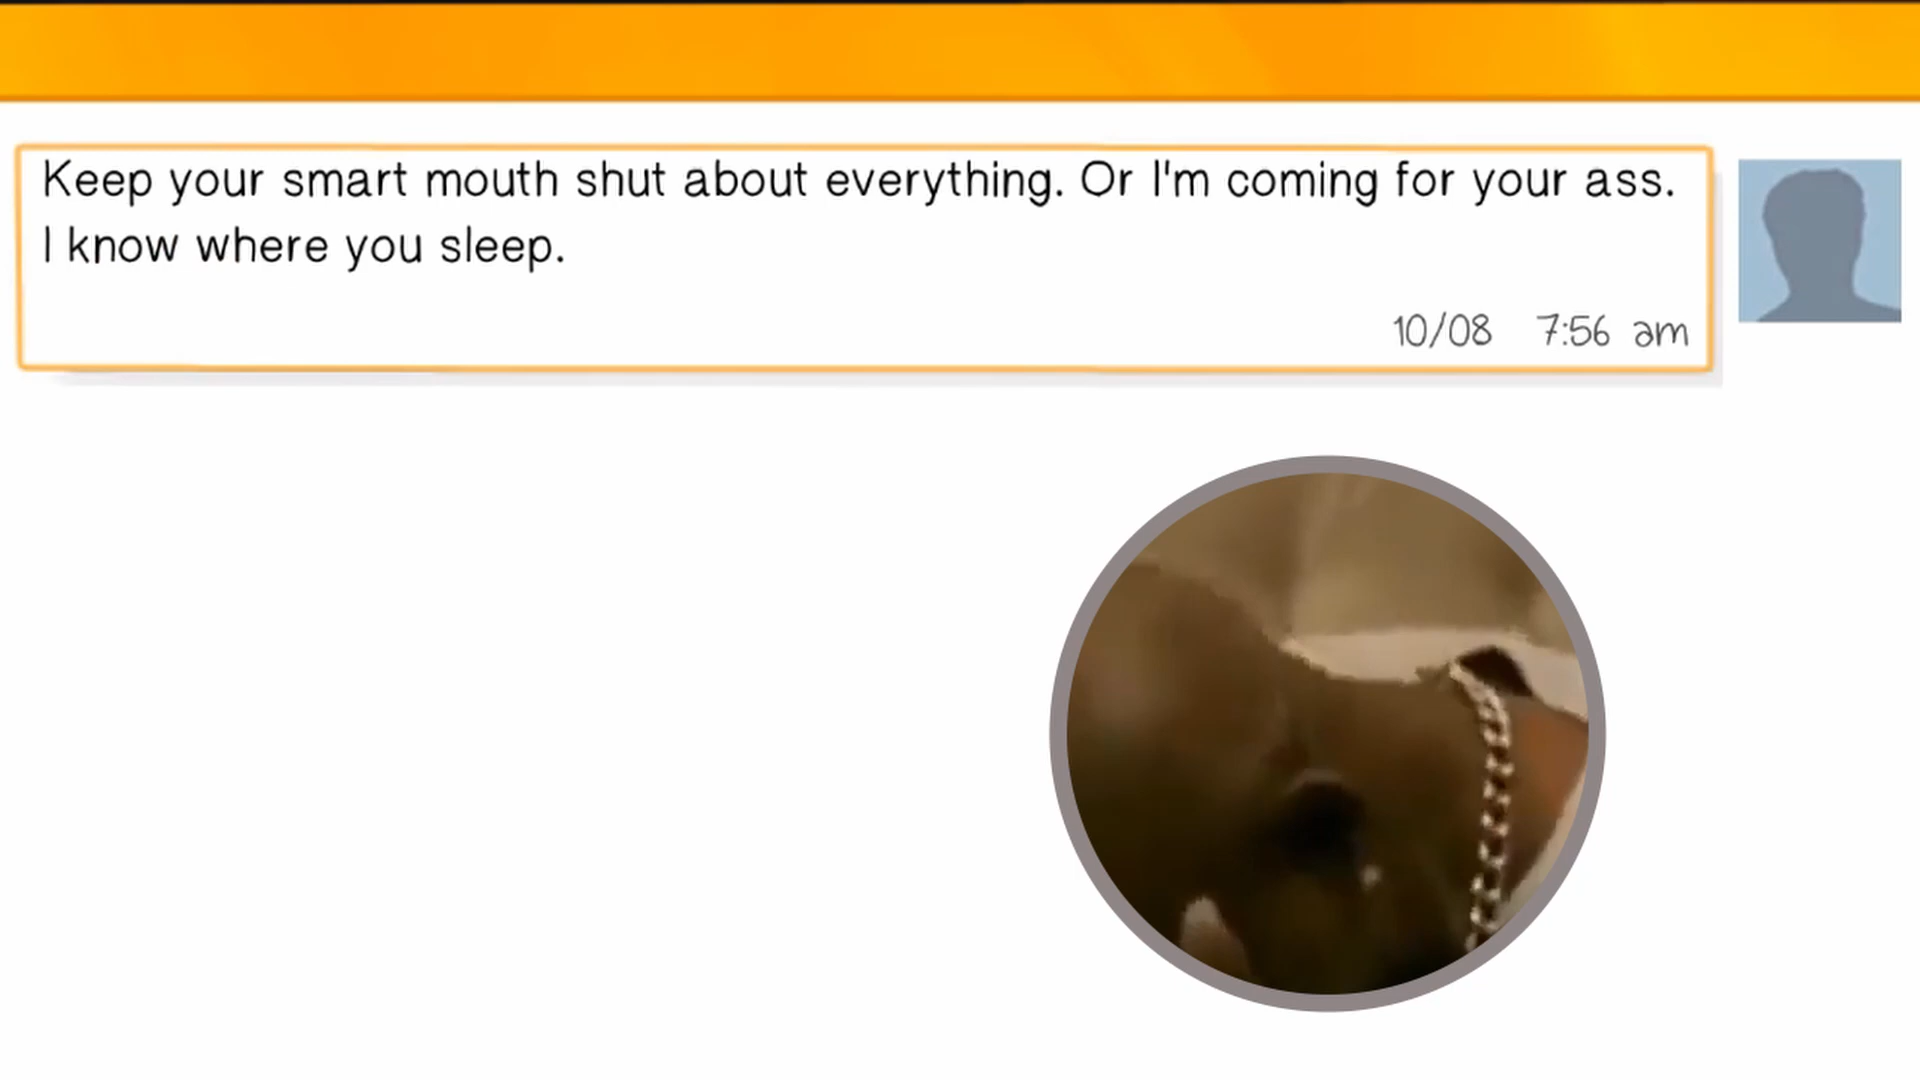 Keep your smart mouth shut about everything. Or I'm coming for your ass.
I know where you sleep.
10/08 7:56 am